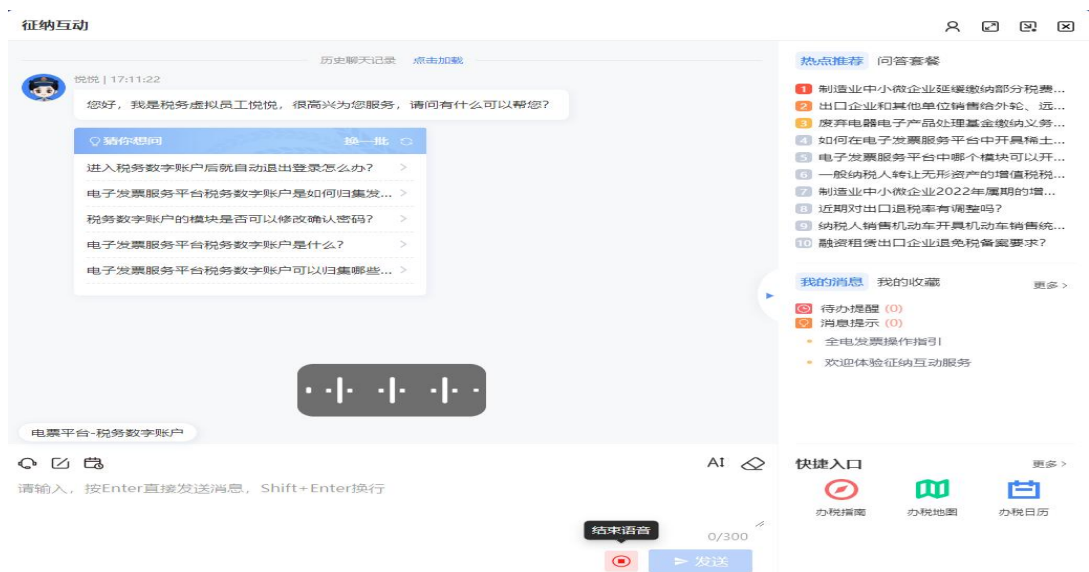 征纳互动
历史聊天记录 点击加载
悦悦 | 17:11:22
您好，我是税务虚拟员工悦悦，很高兴为您服务，请问有什么可以帮您？
猜你想问 换一批
进入税务数字账户后就自动退出登录怎么办？
电子发票服务平台税务数字账户是如何归集发...
税务数字账户的模块是否可以修改确认密码？
电子发票服务平台税务数字账户是什么？
电子发票服务平台税务数字账户可以归集哪些...
电票平台-税务数字账户
AI
请输入，按Enter直接发送消息，Shift+Enter换行
结束语音
0/300
发送
热点推荐 问答套餐
1 制造业中小微企业延缓缴纳部分税费...
2 出口企业和其他单位销售给外轮、远...
3 废弃电器电子产品处理基金缴纳义务...
4 如何在电子发票服务平台中开具稀土...
5 电子发票服务平台中哪个模块可以开...
6 一般纳税人转让无形资产的增值税税...
7 制造业中小微企业2022年属期的增...
8 近期对出口退税率有调整吗？
9 纳税人销售机动车开具机动车销售统...
10 融资租赁出口企业退免税备案要求？
我的消息 我的收藏 更多 >
待办提醒 (0)
消息提示 (0)
全电发票操作指引
欢迎体验征纳互动服务
快捷入口 更多 >
办税指南 办税地图 办税日历